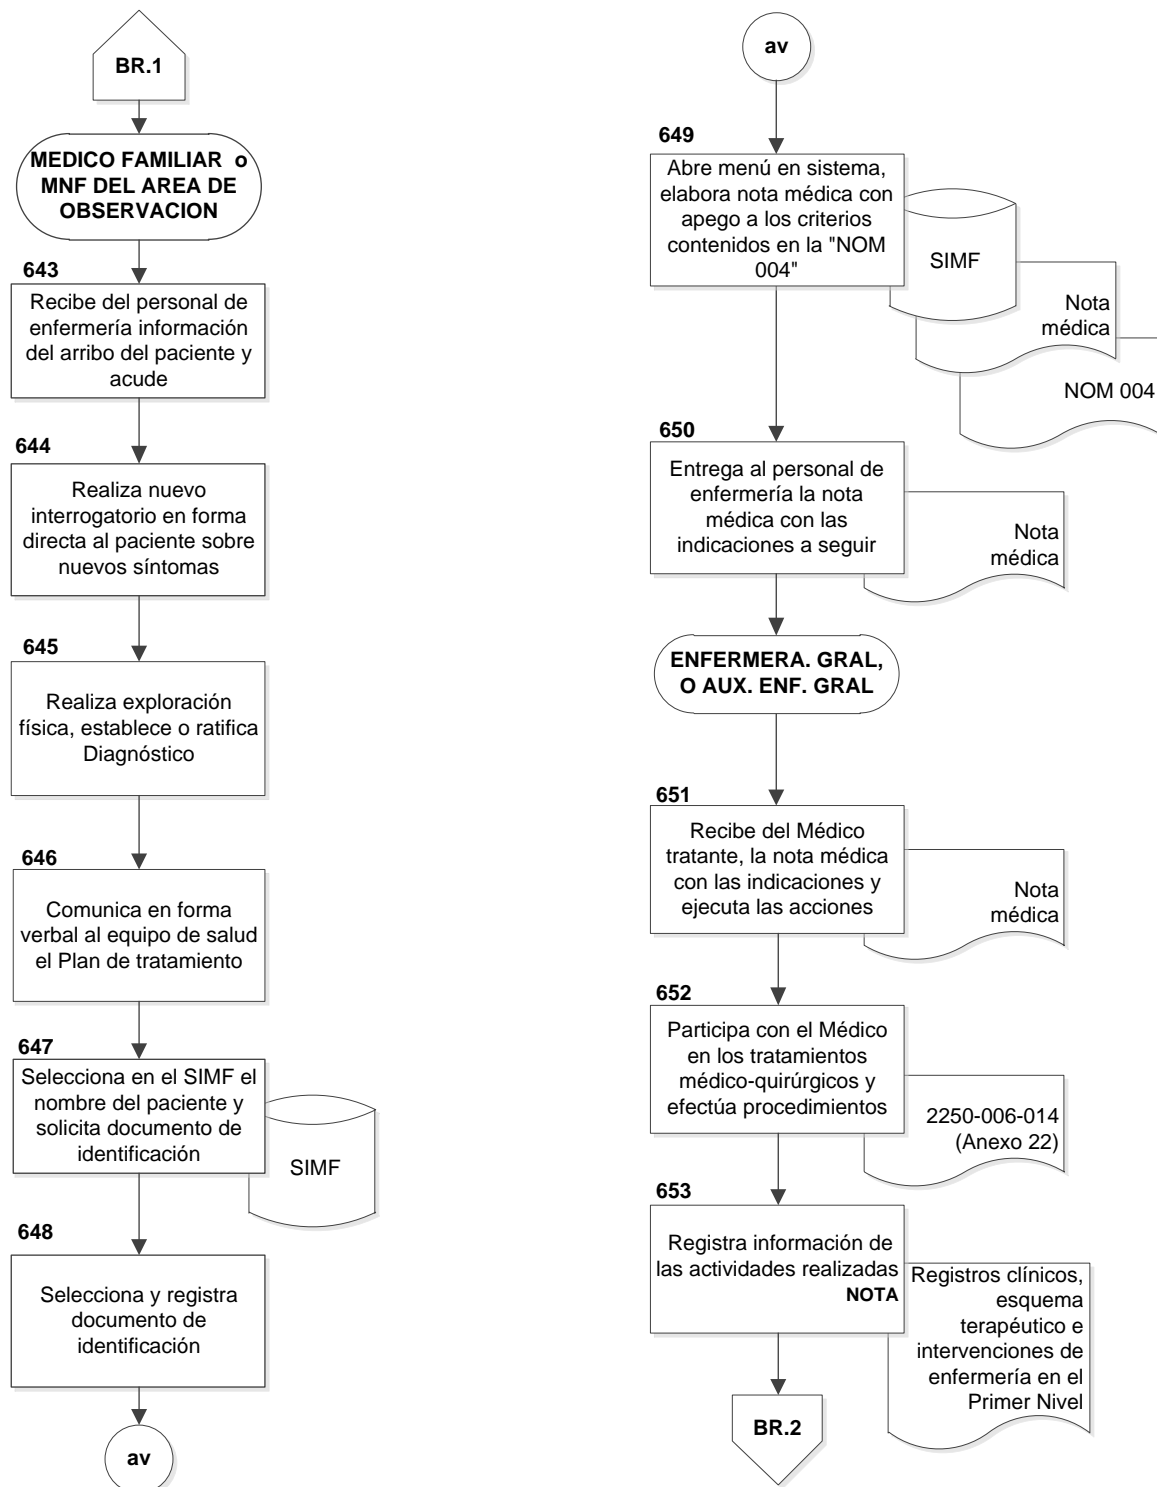 BR.1
MEDICO FAMILIAR o
MNF DEL AREA DE
OBSERVACION
643
Recibe del personal de
enfermería información
del arribo del paciente y
acude
644
Realiza nuevo
interrogatorio en forma
directa al paciente sobre
nuevos síntomas
645
Realiza exploración
física, establece o ratifica
Diagnóstico
646
Comunica en forma
verbal al equipo de salud
el Plan de tratamiento
647
Selecciona en el SIMF el
nombre del paciente y
solicita documento de
identificación
SIMF
648
Selecciona y registra
documento de
identificación
av
av
649
Abre menú en sistema,
elabora nota médica con
apego a los criterios
contenidos en la "NOM
004"
SIMF
Nota
médica
NOM 004
650
Entrega al personal de
enfermería la nota
médica con las
indicaciones a seguir
Nota
médica
ENFERMERA. GRAL,
O AUX. ENF. GRAL
651
Recibe del Médico
tratante, la nota médica
con las indicaciones y
ejecuta las acciones
Nota
médica
652
Participa con el Médico
en los tratamientos
médico-quirúrgicos y
efectúa procedimientos
2250-006-014
(Anexo 22)
653
Registra información de
las actividades realizadas
NOTA
Registros clínicos,
esquema
terapéutico e
intervenciones de
enfermería en el
Primer Nivel
BR.2